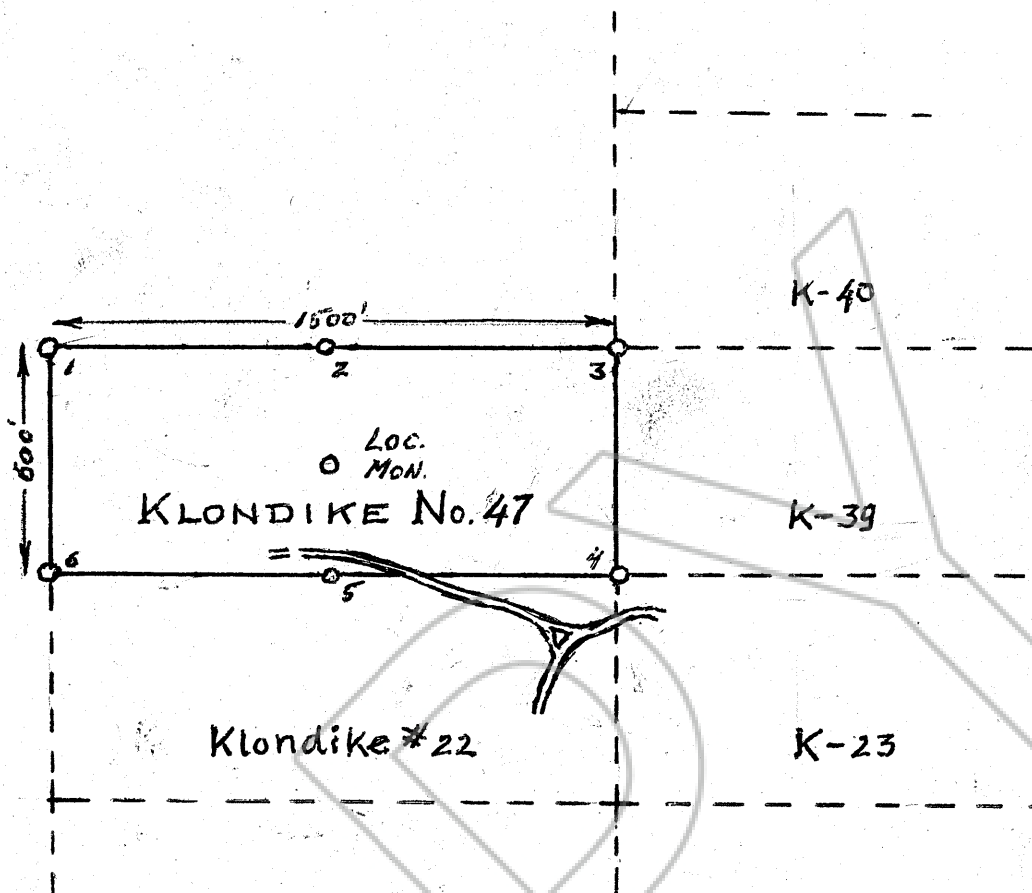 K-40
1500'
1
2
3
600'
Loc.
Mon.
KLONDIKE No. 47
K-39
6
5
4
Klondike #22
K-23